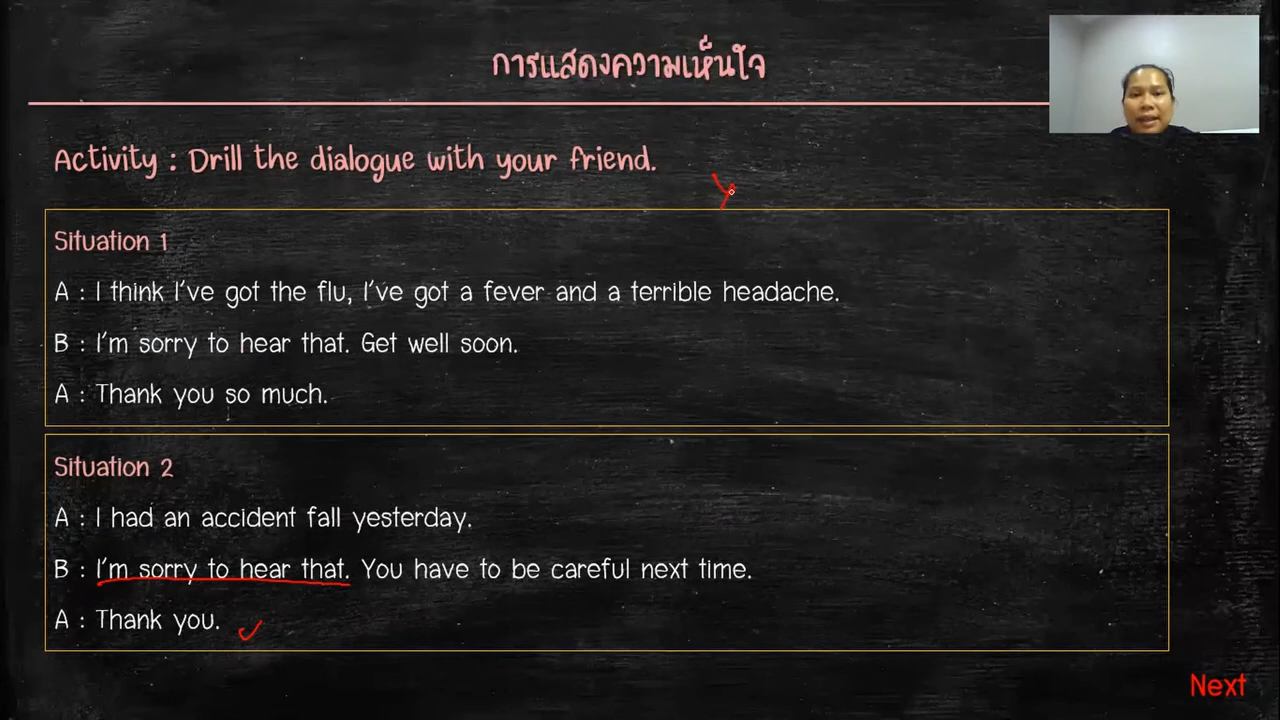 การแสดงความเห็นใจ
Activity : Drill the dialogue with your friend.
Situation 1
A : I think I've got the flu, I've got a fever and a terrible headache.
B : I'm sorry to hear that. Get well soon.
A : Thank you so much.
Situation 2
A : I had an accident fall yesterday.
B : I'm sorry to hear that. You have to be careful next time.
A : Thank you.
Next